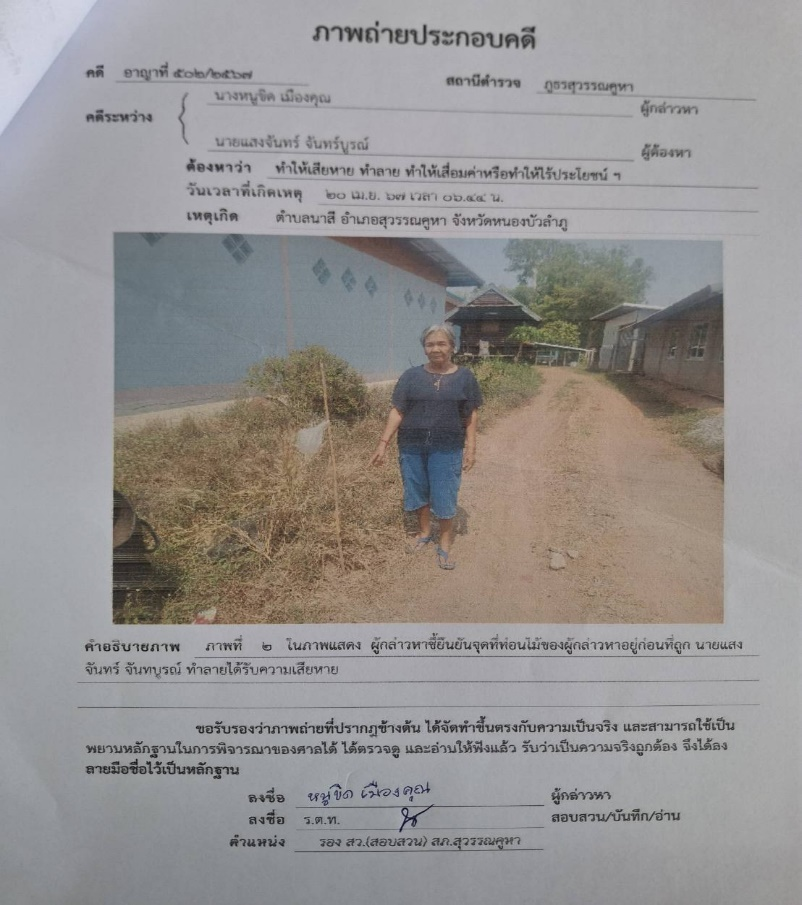 ภาพถ่ายประกอบคดี
คดี อาญาที่ ๕๐๒/๒๕๖๗ สถานีตำรวจ ภูธรสุวรรณคูหา
นางหนูขิด เมืองคุณ ผู้กล่าวหา
คดีระหว่าง
นายแสงจันทร์ จันทร์บูรณ์ ผู้ต้องหา
ต้องหาว่า ทำให้เสียหาย ทำลาย ทำให้เสื่อมค่าหรือทำให้ไร้ประโยชน์ ฯ
วันเวลาที่เกิดเหตุ ๒๐ เม.ย. ๖๗ เวลา ๐๖.๔๔ น.
เหตุเกิด ตำบลนาสี อำเภอสุวรรณคูหา จังหวัดหนองบัวลำภู
คำอธิบายภาพ ภาพที่ ๒ ในภาพแสดง ผู้กล่าวหาชี้ยืนยันจุดที่ท่อนไม้ของผู้กล่าวหาอยู่ก่อนที่ถูก นายแสง
จันทร์ จันทบูรณ์ ทำลายได้รับความเสียหาย
ขอรับรองว่าภาพถ่ายที่ปรากฎข้างต้น ได้จัดทำขึ้นตรงกับความเป็นจริง และสามารถใช้เป็น
พยานหลักฐานในการพิจารณาของศาลได้ ได้ตรวจดู และอ่านให้ฟังแล้ว รับว่าเป็นความจริงถูกต้อง จึงได้ลง
ลายมือชื่อไว้เป็นหลักฐาน
ลงชื่อ หนูขิด เมืองคุณ ผู้กล่าวหา
ลงชื่อ ร.ต.ท. สอบสวน/บันทึก/อ่าน
ตำแหน่ง รอง สว.(สอบสวน) สภ.สุวรรณคูหา